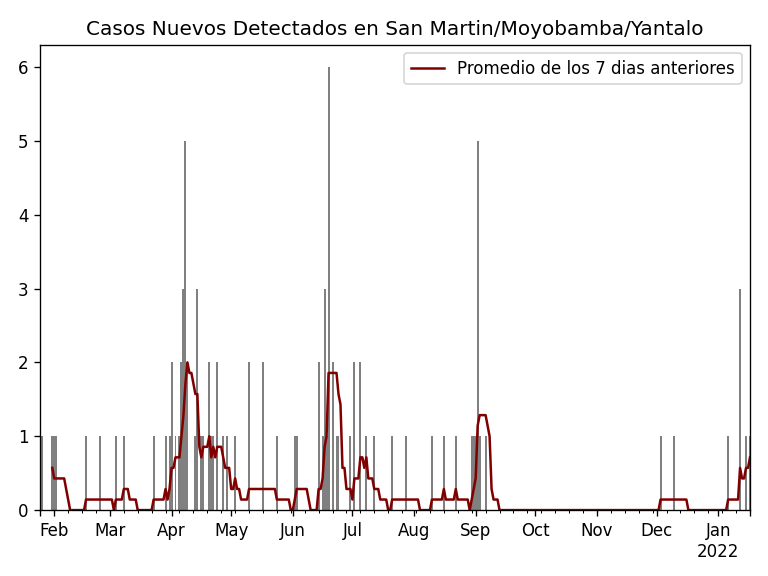 Casos Nuevos Detectados en San Martin/Moyobamba/Yantalo
Promedio de los 7 dias anteriores
6
5
4
3
2
1
0
Feb Mar Apr May Jun Jul Aug Sep Oct Nov Dec Jan
2022